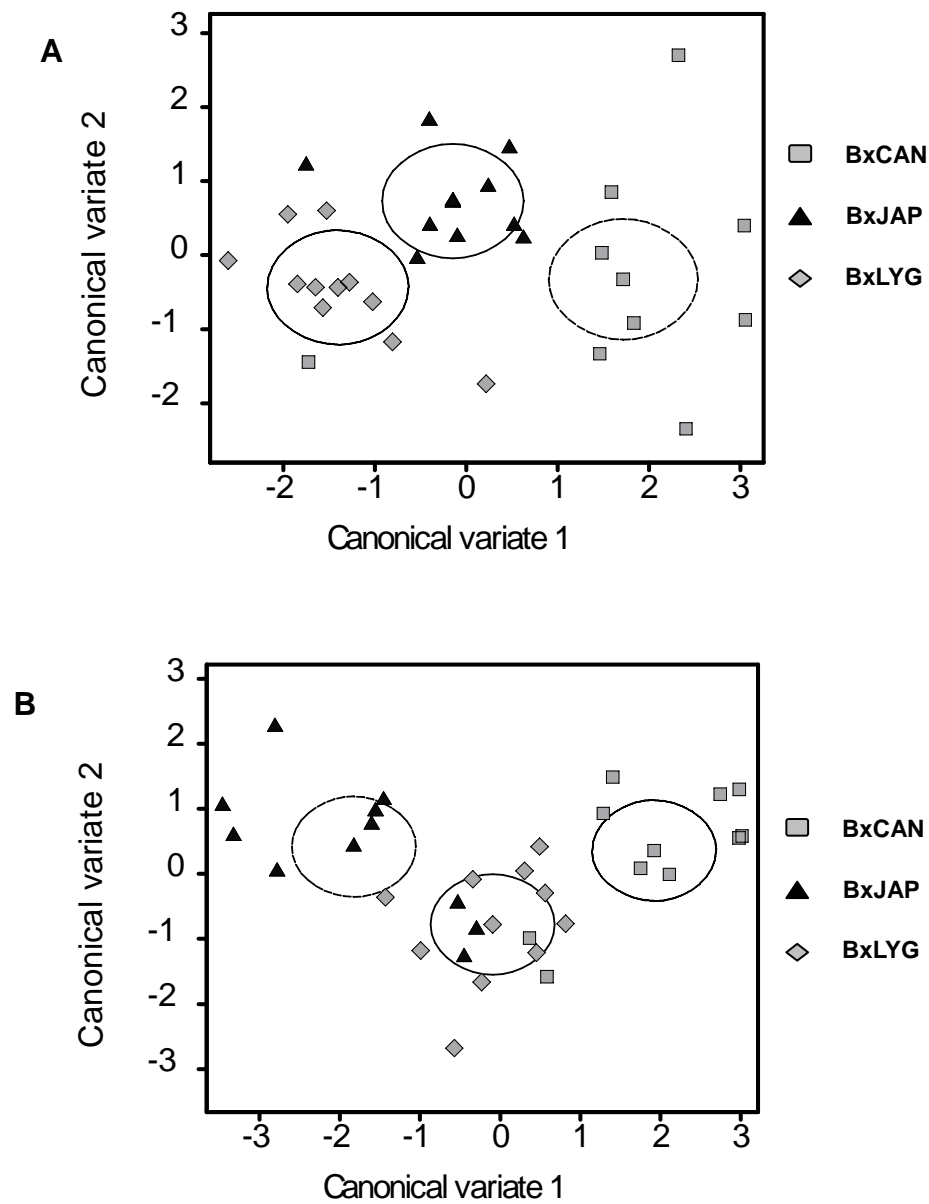 A
3
2
1
0
-1
-2
Canonical variate 2
-2 -1 0 1 2 3
Canonical variate 1
BxCAN
BxJAP
BxLYG
B
3
2
1
0
-1
-2
-3
Canonical variate 2
-3 -2 -1 0 1 2 3
Canonical variate 1
BxCAN
BxJAP
BxLYG